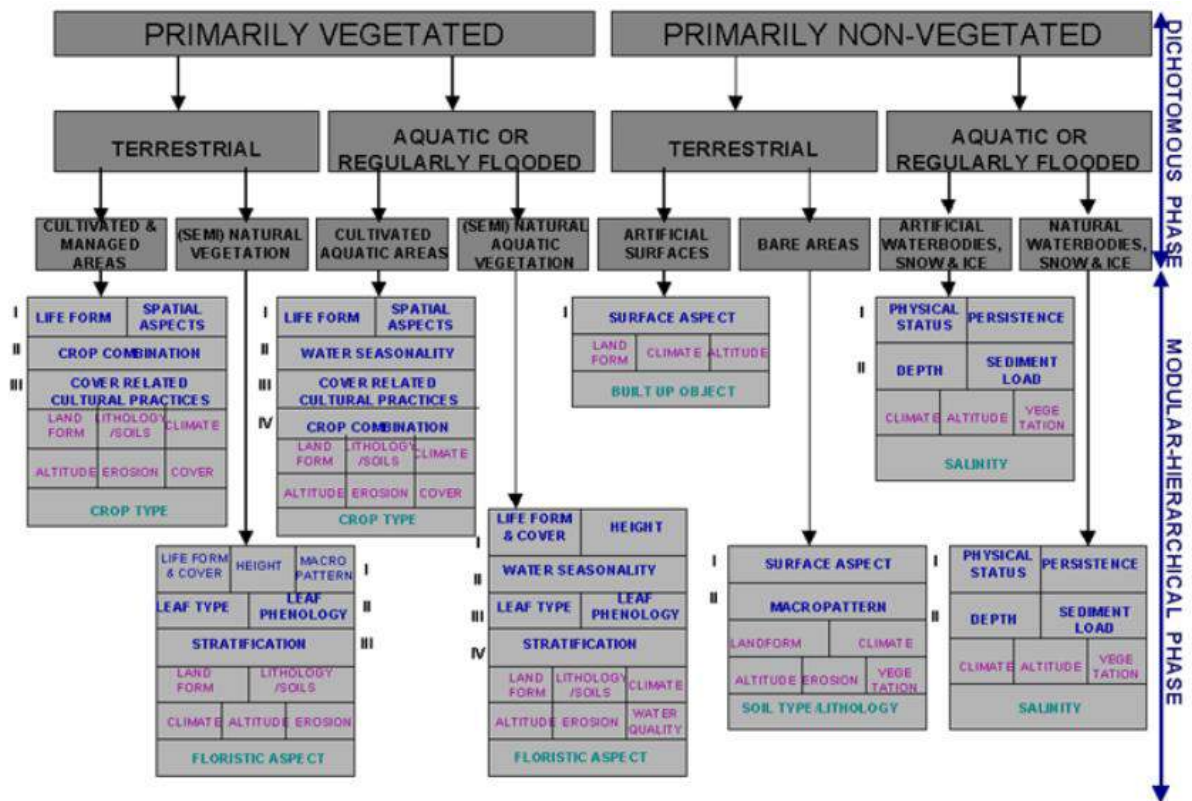 PRIMARILY VEGETATED
PRIMARILY NON-VEGETATED
DICHOTOMOUS PHASE
TERRESTRIAL
AQUATIC OR
REGULARLY FLOODED
TERRESTRIAL
AQUATIC OR
REGULARLY FLOODED
CULTIVATED &
MANAGED
AREAS
(SEMI) NATURAL
VEGETATION
CULTIVATED
AQUATIC AREAS
(SEMI) NATURAL
AQUATIC
VEGETATION
ARTIFICIAL
SURFACES
BARE AREAS
ARTIFICIAL
WATERBODIES,
SNOW & ICE
NATURAL
WATERBODIES,
SNOW & ICE
MODULAR-HIERARCHICAL PHASE
I
LIFE FORM
SPATIAL
ASPECTS
II
CROP COMBINATION
III
COVER RELATED
CULTURAL PRACTICES
LAND
FORM
LITHOLOGY
/SOILS
CLIMATE
ALTITUDE
EROSION
COVER
CROP TYPE
I
LIFE FORM
SPATIAL
ASPECTS
II
WATER SEASONALITY
III
COVER RELATED
CULTURAL PRACTICES
IV
CROP COMBINATION
LAND
FORM
LITHOLOGY
/SOILS
CLIMATE
ALTITUDE
EROSION
COVER
CROP TYPE
I
SURFACE ASPECT
LAND
FORM
CLIMATE
ALTITUDE
BUILT UP OBJECT
I
PHYSICAL
STATUS
PERSISTENCE
II
DEPTH
SEDIMENT
LOAD
CLIMATE
ALTITUDE
VEGE
TATION
SALINITY
LIFE FORM
& COVER
HEIGHT
MACRO
PATTERN
I
LEAF TYPE
LEAF
PHENOLOGY
II
STRATIFICATION
III
LAND
FORM
LITHOLOGY
/SOILS
CLIMATE
ALTITUDE
EROSION
FLORISTIC ASPECT
LIFE FORM
& COVER
HEIGHT
I
WATER SEASONALITY
II
LEAF TYPE
LEAF
PHENOLOGY
III
STRATIFICATION
IV
LAND
FORM
LITHOLOGY
/SOILS
CLIMATE
ALTITUDE
EROSION
WATER
QUALITY
FLORISTIC ASPECT
I
SURFACE ASPECT
II
MACROPATTERN
LANDFORM
CLIMATE
ALTITUDE
EROSION
VEGE
TATION
SOIL TYPE/LITHOLOGY
I
PHYSICAL
STATUS
PERSISTENCE
II
DEPTH
SEDIMENT
LOAD
CLIMATE
ALTITUDE
VEGE
TATION
SALINITY